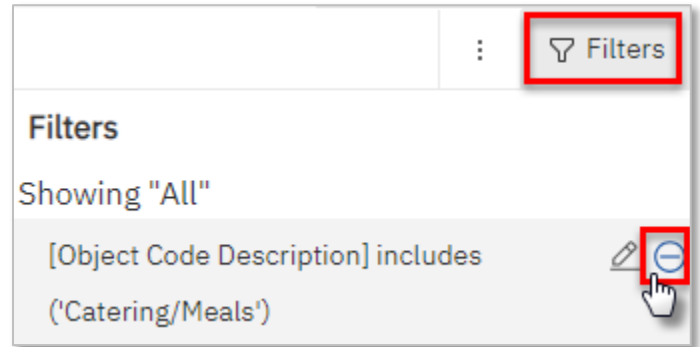 Filters
Filters
Showing "All"
[Object Code Description] includes
('Catering/Meals')